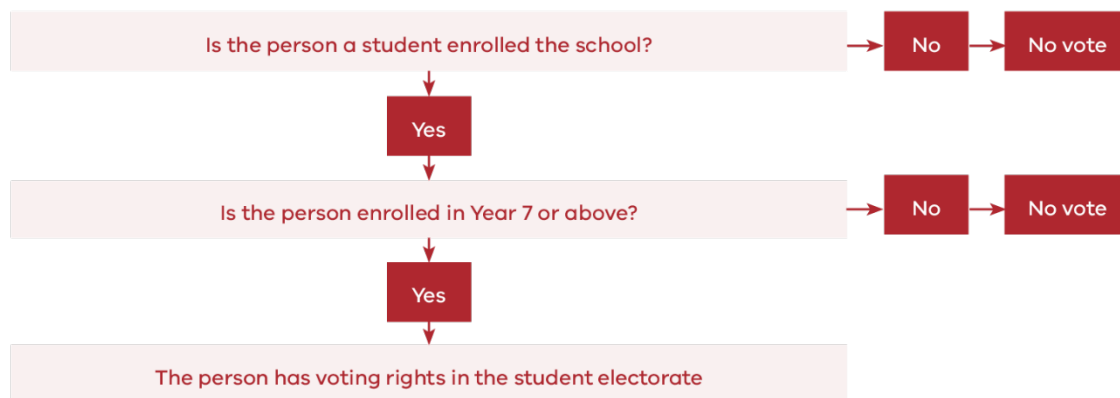 Is the person a student enrolled the school?
No
No vote
Yes
Is the person enrolled in Year 7 or above?
No
No vote
Yes
The person has voting rights in the student electorate